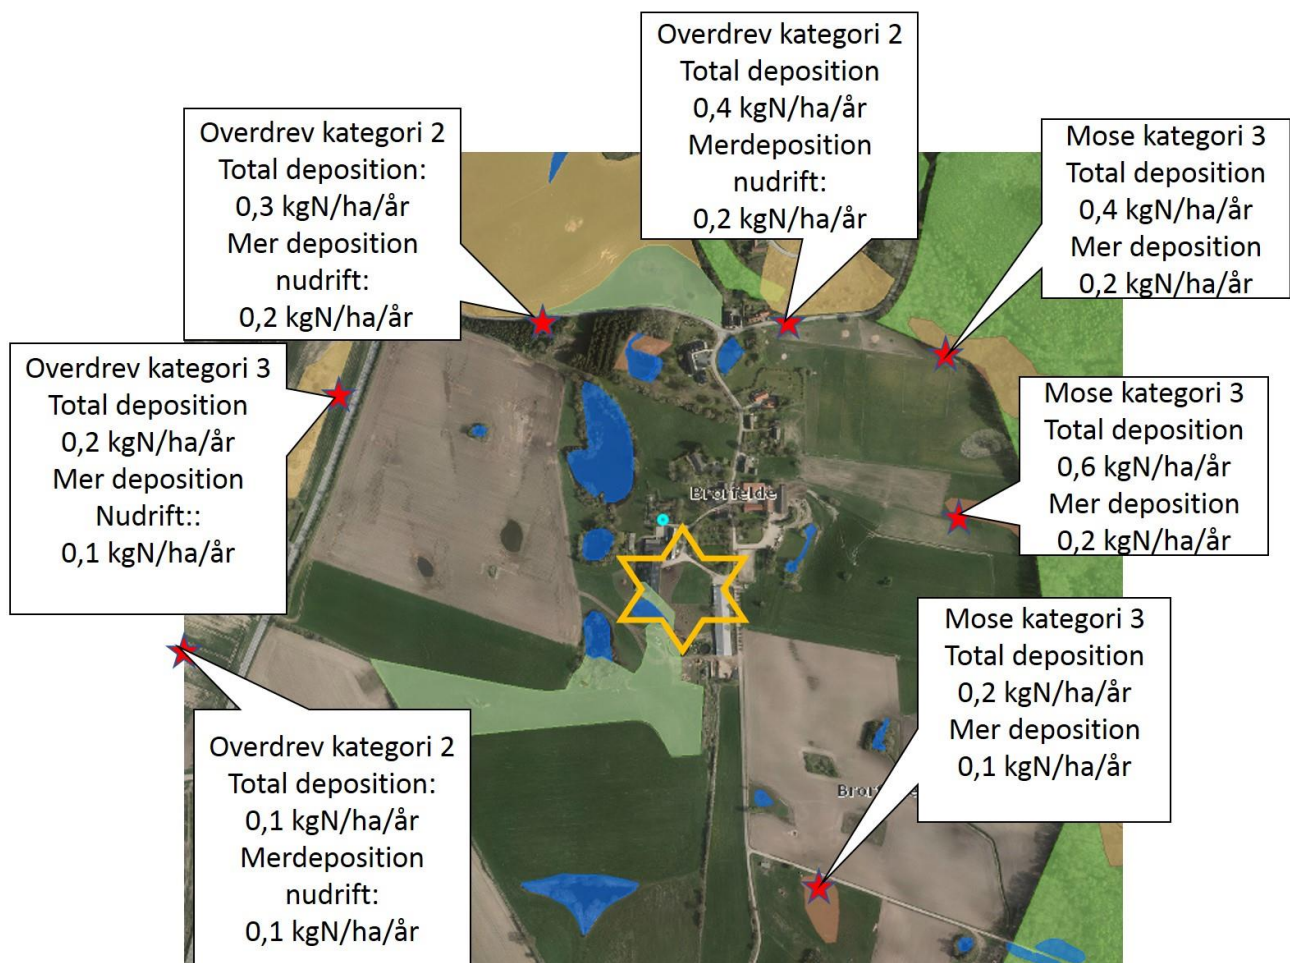 Overdrev kategori 2
Total deposition
0,4 kgN/ha/år
Merdeposition
nudrift:
0,2 kgN/ha/år
Overdrev kategori 2
Total deposition:
0,3 kgN/ha/år
Mer deposition
nudrift:
0,2 kgN/ha/år
Mose kategori 3
Total deposition
0,4 kgN/ha/år
Mer deposition
0,2 kgN/ha/år
Overdrev kategori 3
Total deposition
0,2 kgN/ha/år
Mer deposition
Nudrift::
0,1 kgN/ha/år
Mose kategori 3
Total deposition
0,6 kgN/ha/år
Mer deposition
0,2 kgN/ha/år
Brorfelde
Mose kategori 3
Total deposition
0,2 kgN/ha/år
Mer deposition
0,1 kgN/ha/år
Overdrev kategori 2
Total deposition:
0,1 kgN/ha/år
Merdeposition
nudrift:
0,1 kgN/ha/år